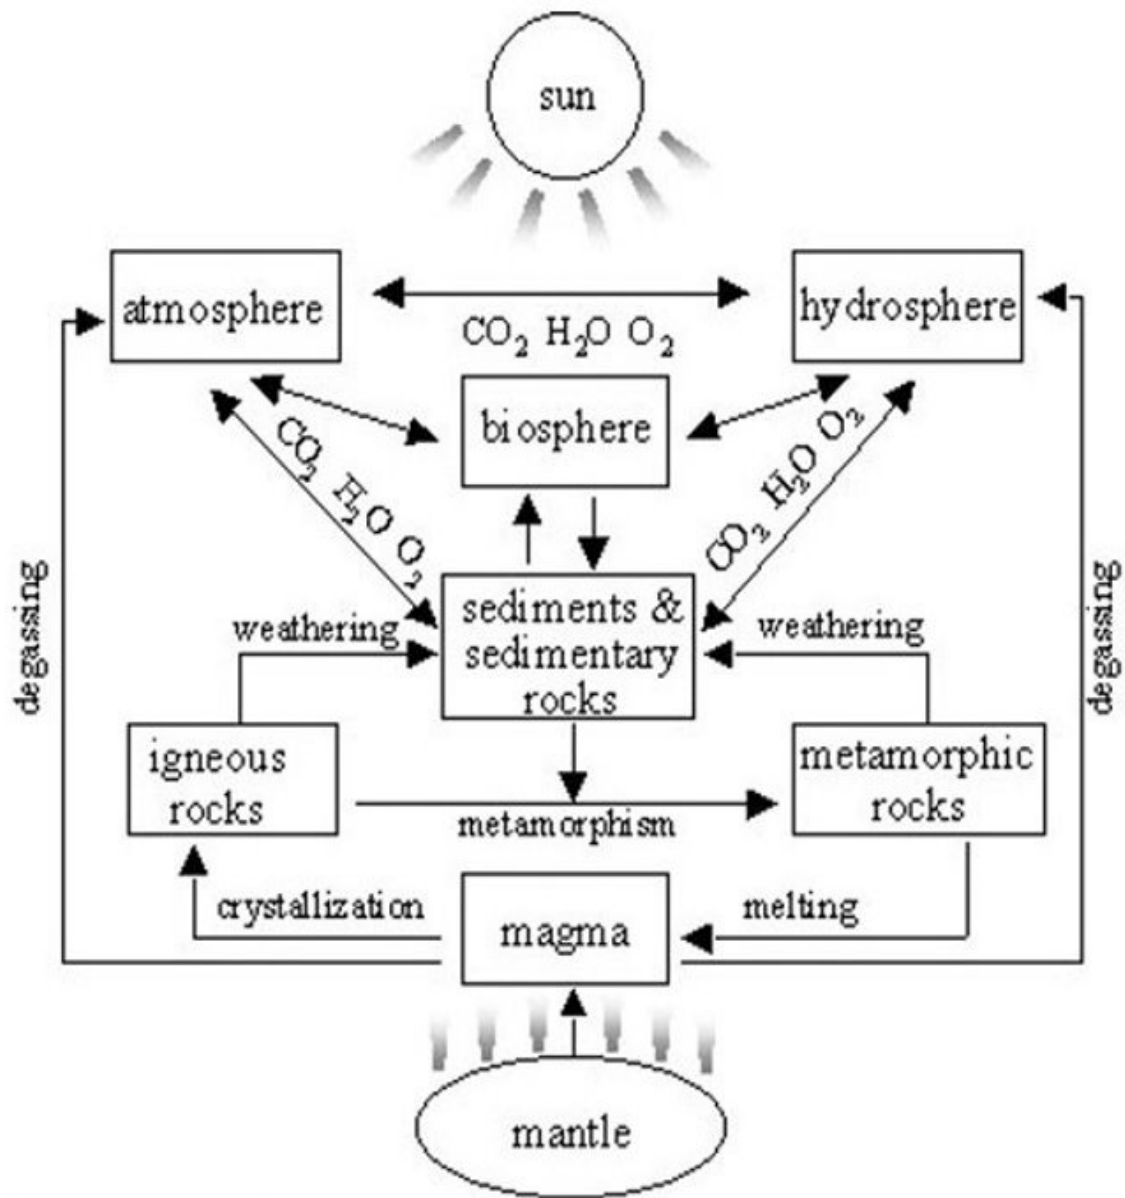 sun
atmosphere
hydrosphere
CO₂ H₂O O₂
biosphere
CO₂ H₂O O₂
CO₂ H₂O O₂
degassing
degassing
sediments &
sedimentary
rocks
weathering
weathering
igneous
rocks
metamorphic
rocks
metamorphism
crystallization
magma
melting
mantle